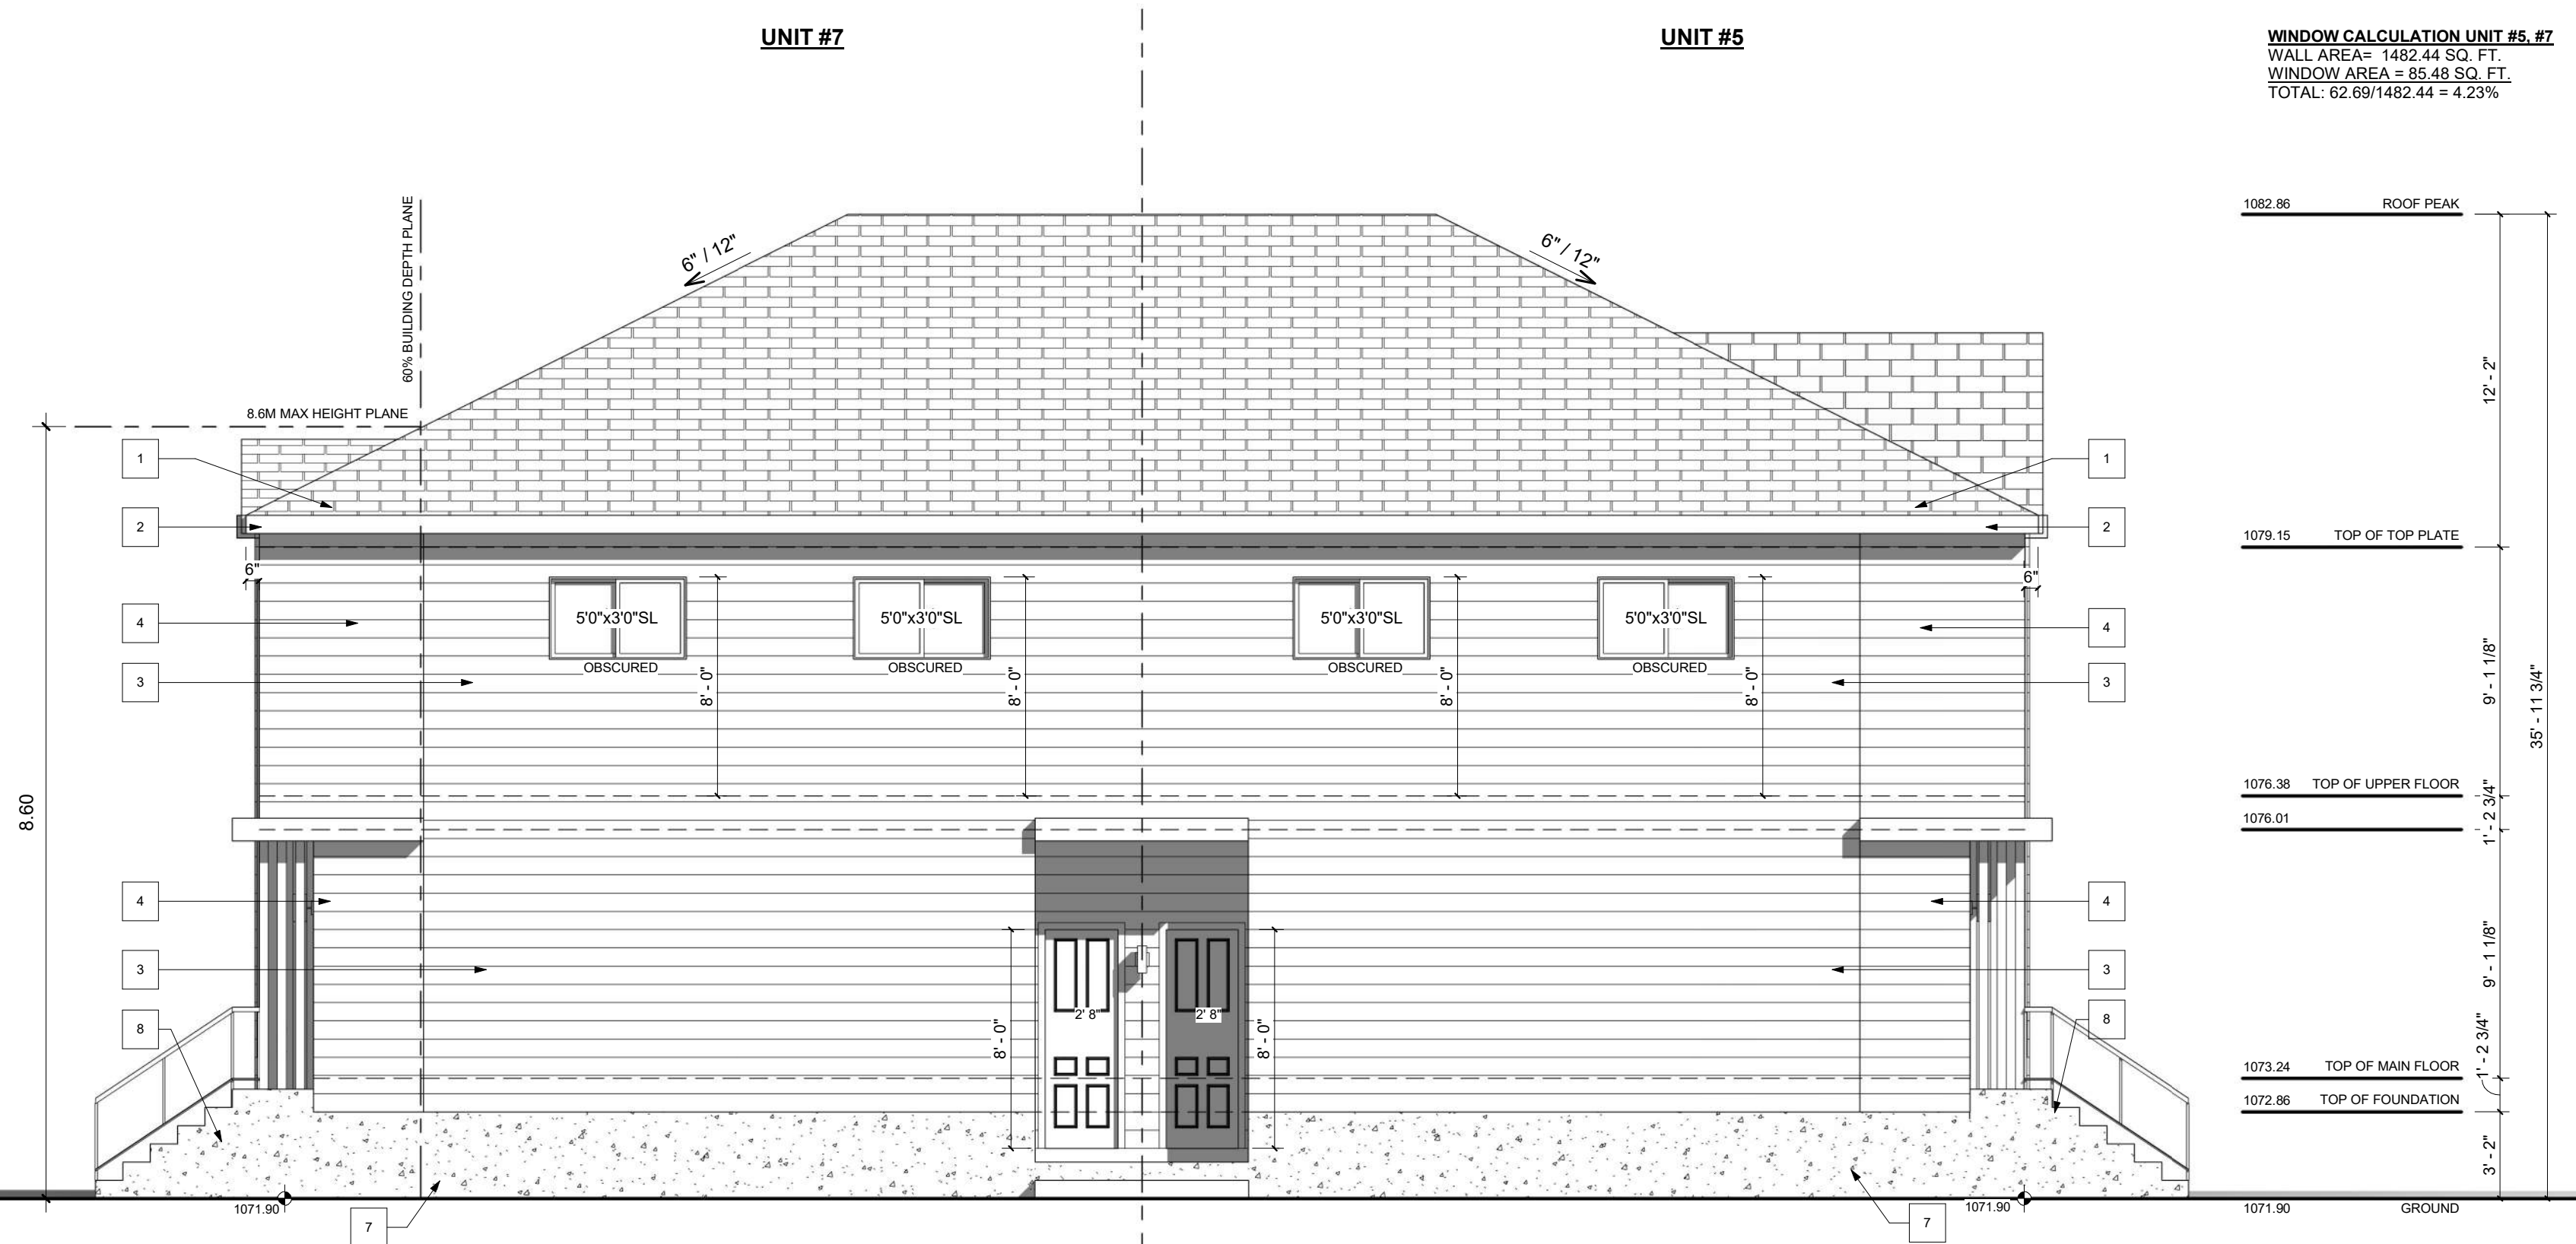 UNIT #7
UNIT #5
WINDOW CALCULATION UNIT #5, #7
WALL AREA= 1482.44 SQ. FT.
WINDOW AREA = 85.48 SQ. FT.
TOTAL: 62.69/1482.44 = 4.23%
60% BUILDING DEPTH PLANE
8.6M MAX HEIGHT PLANE
6" / 12"
6" / 12"
1082.86 ROOF PEAK
12' - 2"
1
1
2
2
1079.15 TOP OF TOP PLATE
6"
6"
5'0"x3'0"SL
5'0"x3'0"SL
5'0"x3'0"SL
5'0"x3'0"SL
OBSCURED
OBSCURED
OBSCURED
OBSCURED
4
4
3
3
8' - 0"
8' - 0"
8' - 0"
8' - 0"
9' - 1 1/8"
35' - 11 3/4"
8.60
1076.38 TOP OF UPPER FLOOR
1' - 2 3/4"
1076.01
4
4
3
3
9' - 1 1/8"
8' - 0"
2' 8"
2' 8"
8' - 0"
8
8
1' - 2 3/4"
1073.24 TOP OF MAIN FLOOR
1072.86 TOP OF FOUNDATION
3' - 2"
1071.90
1071.90
1071.90 GROUND
7
7